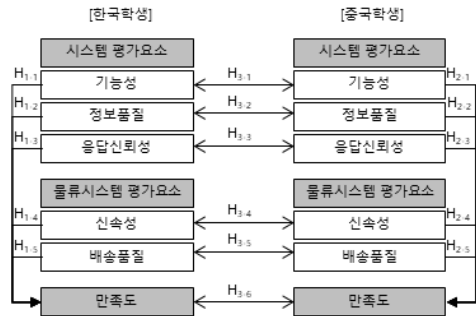 [한국학생] [중국학생]
시스템 평가요소 시스템 평가요소
H1-1 기능성 H3-1 기능성 H2-1
H1-2 정보품질 H3-2 정보품질 H2-2
H1-3 응답신뢰성 H3-3 응답신뢰성 H2-3
물류시스템 평가요소 물류시스템 평가요소
H1-4 신속성 H3-4 신속성 H2-4
H1-5 배송품질 H3-5 배송품질 H2-5
만족도 H3-6 만족도